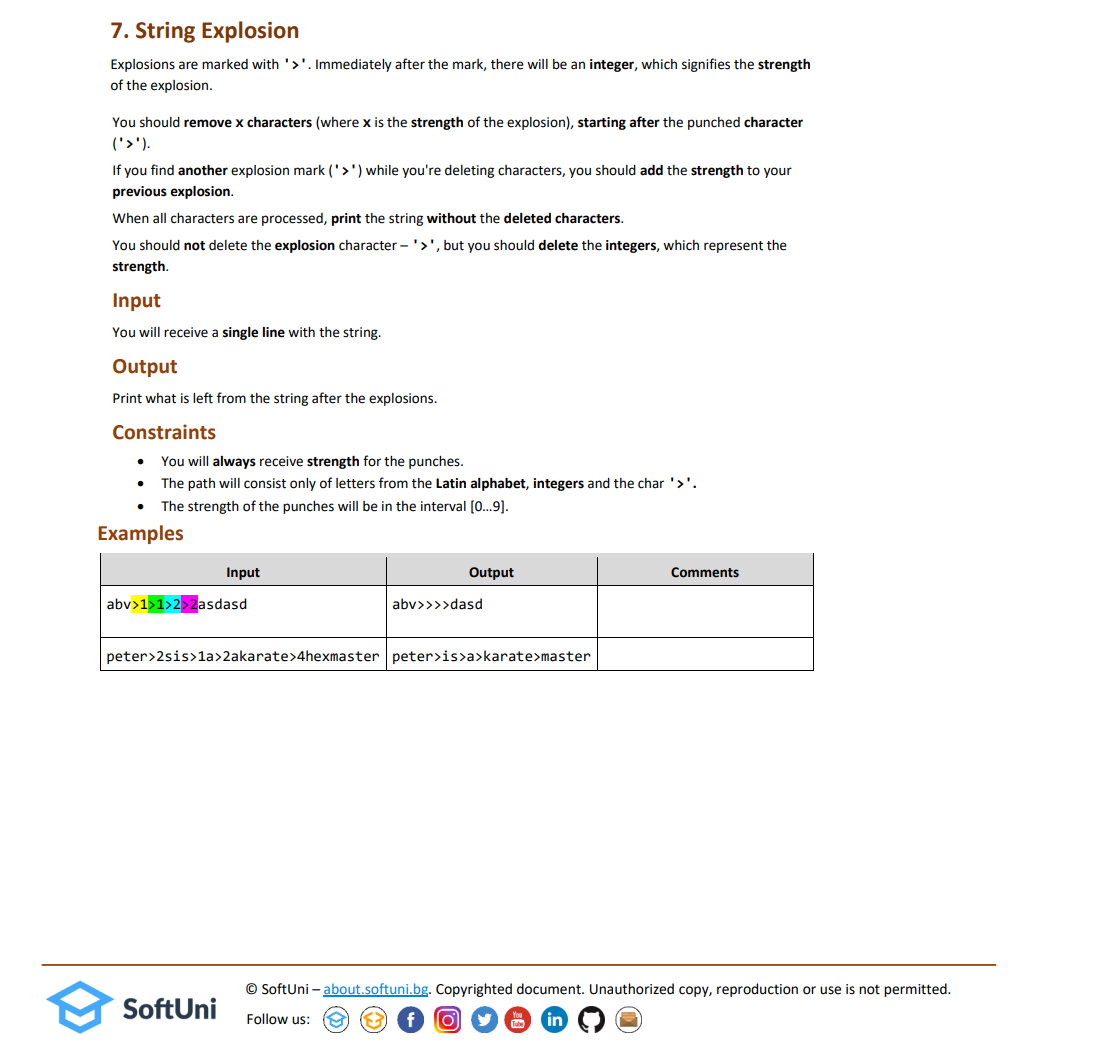 7. String Explosion
Explosions are marked with '>'. Immediately after the mark, there will be an integer, which signifies the strength
of the explosion.
You should remove x characters (where x is the strength of the explosion), starting after the punched character
('>').
If you find another explosion mark ('>') while you're deleting characters, you should add the strength to your
previous explosion.
When all characters are processed, print the string without the deleted characters.
You should not delete the explosion character – '>', but you should delete the integers, which represent the
strength.
Input
You will receive a single line with the string.
Output
Print what is left from the string after the explosions.
Constraints
• You will always receive strength for the punches.
• The path will consist only of letters from the Latin alphabet, integers and the char '>'.
• The strength of the punches will be in the interval [0…9].
Examples
Input Output Comments
abv>1>1>2>2asdasd abv>>>>dasd
peter>2sis>1a>2akarate>4hexmaster peter>is>a>karate>master
SoftUni
© SoftUni – about.softuni.bg. Copyrighted document. Unauthorized copy, reproduction or use is not permitted.
Follow us:
You
Tube